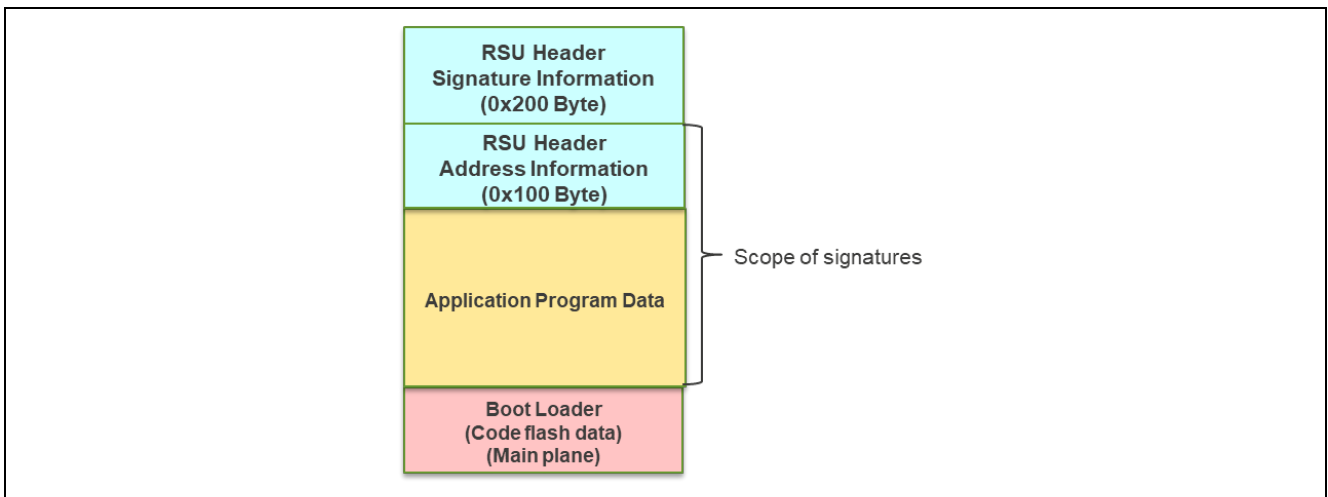 RSU Header
Signature Information
(0x200 Byte)
RSU Header
Address Information
(0x100 Byte)
Scope of signatures
Application Program Data
Boot Loader
(Code flash data)
(Main plane)